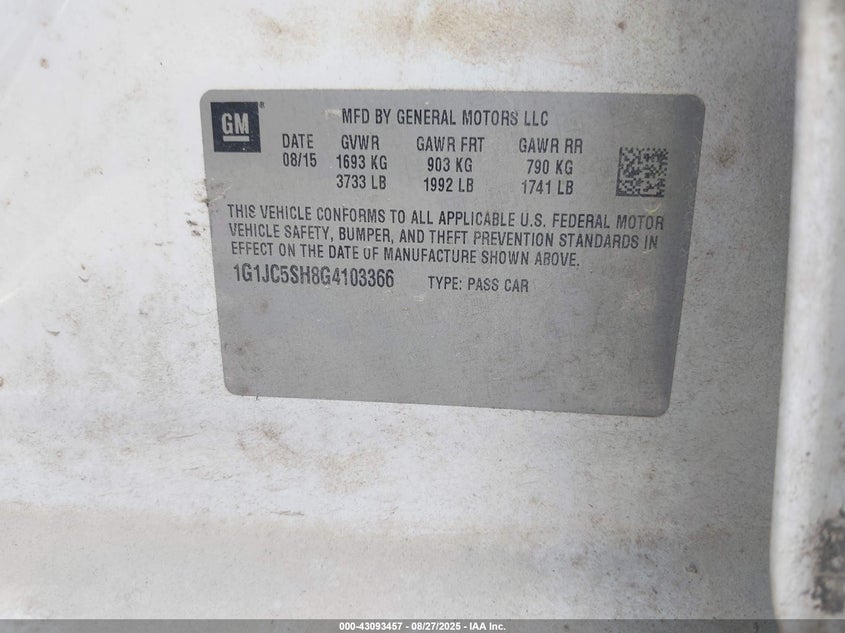 GM ® MFD BY GENERAL MOTORS LLC
DATE GVWR GAWR FRT GAWR RR
08/15 1693 KG 903 KG 790 KG
3733 LB 1992 LB 1741 LB
THIS VEHICLE CONFORMS TO ALL APPLICABLE U.S. FEDERAL MOTOR
VEHICLE SAFETY, BUMPER, AND THEFT PREVENTION STANDARDS IN
EFFECT ON THE DATE OF MANUFACTURE SHOWN ABOVE.
1G1JC5SH8G4103366 TYPE: PASS CAR
000-43093457 - 08/27/2025 - IAA Inc.